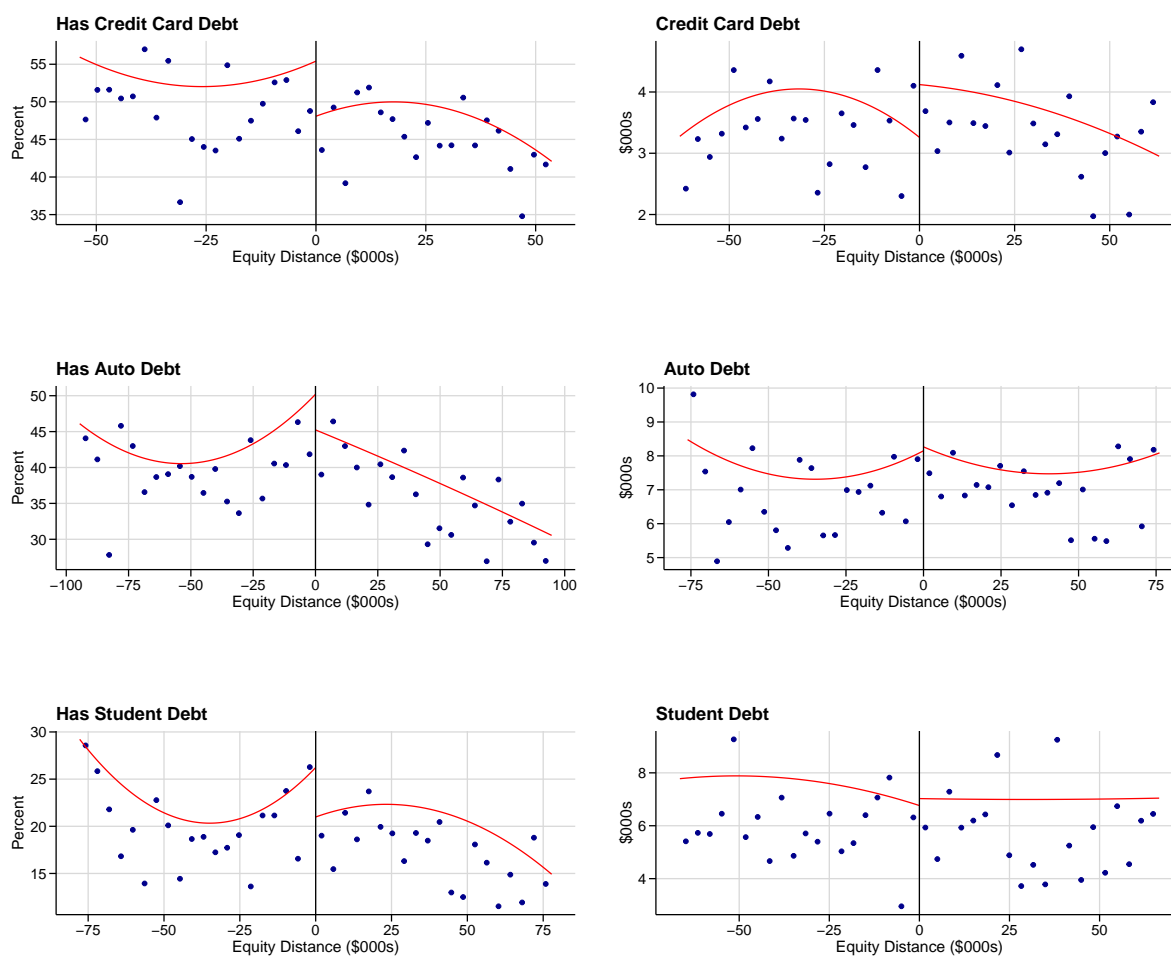 Has Credit Card Debt
Percent
55
50
45
40
35
−50 −25 0 25 50
Equity Distance ($000s)
Credit Card Debt
$000s
4
3
2
−50 −25 0 25 50
Equity Distance ($000s)
Has Auto Debt
Percent
50
45
40
35
30
−100 −75 −50 −25 0 25 50 75 100
Equity Distance ($000s)
Auto Debt
$000s
10
9
8
7
6
5
−75 −50 −25 0 25 50 75
Equity Distance ($000s)
Has Student Debt
Percent
30
25
20
15
−75 −50 −25 0 25 50 75
Equity Distance ($000s)
Student Debt
$000s
8
6
4
−50 −25 0 25 50
Equity Distance ($000s)